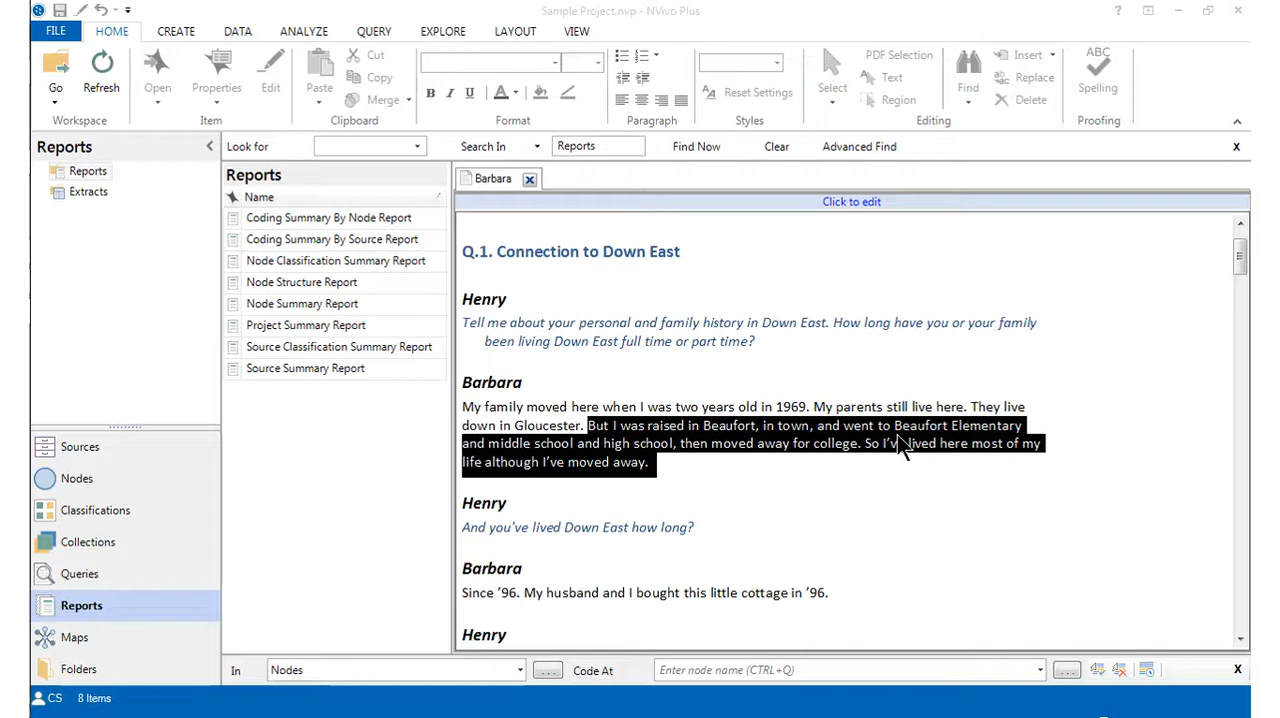 Sample Project.nvp - NVivo Plus
FILE HOME CREATE DATA ANALYZE QUERY EXPLORE LAYOUT VIEW
Go Refresh Open Properties Edit Paste Cut Copy Merge
B I U A
Reset Settings
Select PDF Selection Text Region Find Insert Replace Delete ABC Spelling
Workspace Item Clipboard Format Paragraph Styles Editing Proofing
Reports
Reports
Extracts
Look for Search In Reports Find Now Clear Advanced Find X
Reports
Name
Coding Summary By Node Report
Coding Summary By Source Report
Node Classification Summary Report
Node Structure Report
Node Summary Report
Project Summary Report
Source Classification Summary Report
Source Summary Report
Barbara
Click to edit
Q.1. Connection to Down East
Henry
Tell me about your personal and family history in Down East. How long have you or your family
been living Down East full time or part time?
Barbara
My family moved here when I was two years old in 1969. My parents still live here. They live
down in Gloucester. But I was raised in Beaufort, in town, and went to Beaufort Elementary
and middle school and high school, then moved away for college. So I've lived here most of my
life although I've moved away.
Henry
And you've lived Down East how long?
Barbara
Since '96. My husband and I bought this little cottage in '96.
Henry
Sources
Nodes
Classifications
Collections
Queries
Reports
Maps
Folders
In Nodes ... Code At Enter node name (CTRL+Q) ... X
CS 8 Items